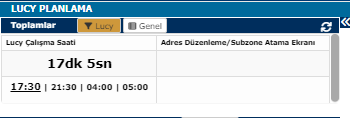 LUCY PLANLAMA
Toplamlar Lucy Genel
Lucy Çalışma Saati Adres Düzenleme/Subzone Atama Ekranı
17dk 5sn
17:30 | 21:30 | 04:00 | 05:00